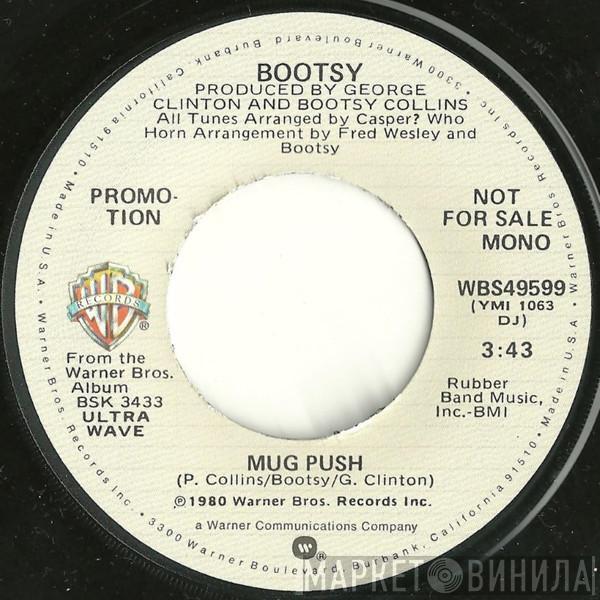 BOOTSY
PRODUCED BY GEORGE
CLINTON AND BOOTSY COLLINS
All Tunes Arranged by Casper? Who
Horn Arrangement by Fred Wesley and
Bootsy
PROMO-
TION
NOT
FOR SALE
MONO
WB
RECORDS
®
WBS49599
(YMI 1063
DJ)
3:43
From the
Warner Bros.
Album
BSK 3433
ULTRA
WAVE
Rubber
Band Music,
Inc.-BMI
MUG PUSH
(P. Collins/Bootsy/G. Clinton)
℗1980 Warner Bros. Records Inc.
a Warner Communications Company
®
Made in U.S.A. • Warner Bros. Records Inc. • 3300 Warner Boulevard, Burbank, California 91510 • Made in U.S.A. • Warner Bros. Records Inc. • 3300 Warner Boulevard, Burbank, California 91510 •
МАРКЕТ ВИНИЛА